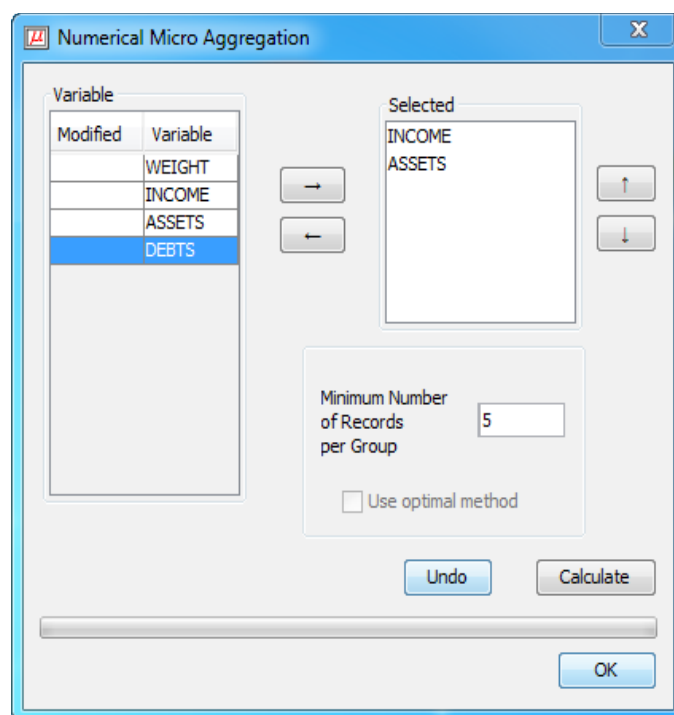 μ Numerical Micro Aggregation X
Variable
Modified Variable
WEIGHT
INCOME
ASSETS
DEBTS
→
←
Selected
INCOME
ASSETS
↑
↓
Minimum Number
of Records
per Group
5
Use optimal method
Undo Calculate
OK